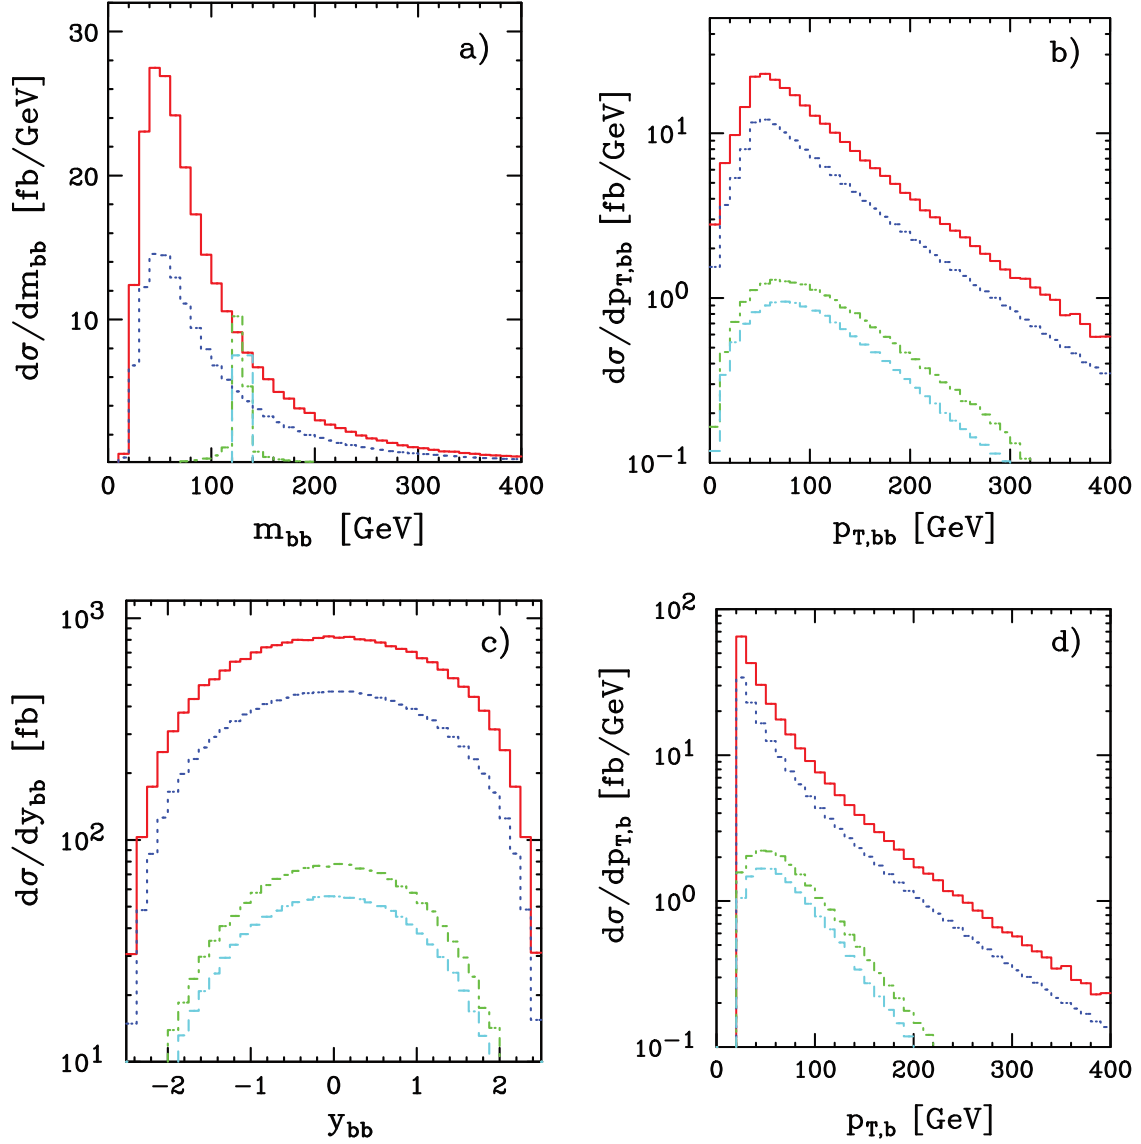 a)
dσ/dm_bb [fb/GeV]
30
20
10
0 100 200 300 400
m_bb [GeV]
b)
dσ/dp_T,bb [fb/GeV]
10^1
10^0
10^-1
0 100 200 300 400
p_T,bb [GeV]
c)
dσ/dy_bb [fb]
10^3
10^2
10^1
-2 -1 0 1 2
y_bb
d)
dσ/dp_T,b [fb/GeV]
10^2
10^1
10^0
10^-1
0 100 200 300 400
p_T,b [GeV]